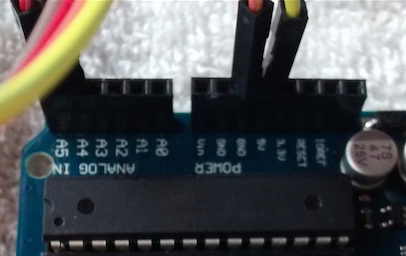 A5 A4 A3 A2 A1 A0 Vin GND GND 5V 3.3V RESET IOREF
ANALOG IN POWER
7S
47
25V